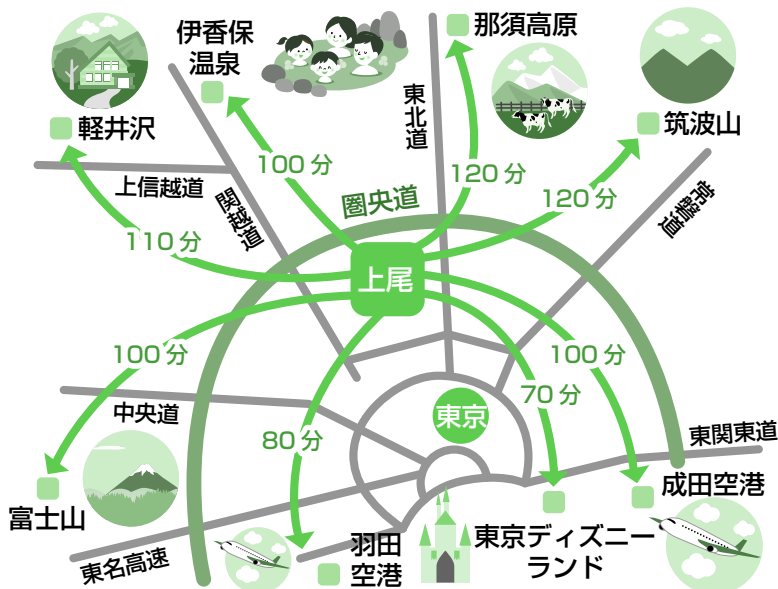 伊香保
温泉
那須高原
筑波山
軽井沢
東北道
上信越道
関越道
圏央道
常磐道
100分
120分
120分
110分
上尾
100分
100分
70分
80分
中央道
東京
東関東道
富士山
成田空港
東名高速
羽田
空港
東京ディズニー
ランド